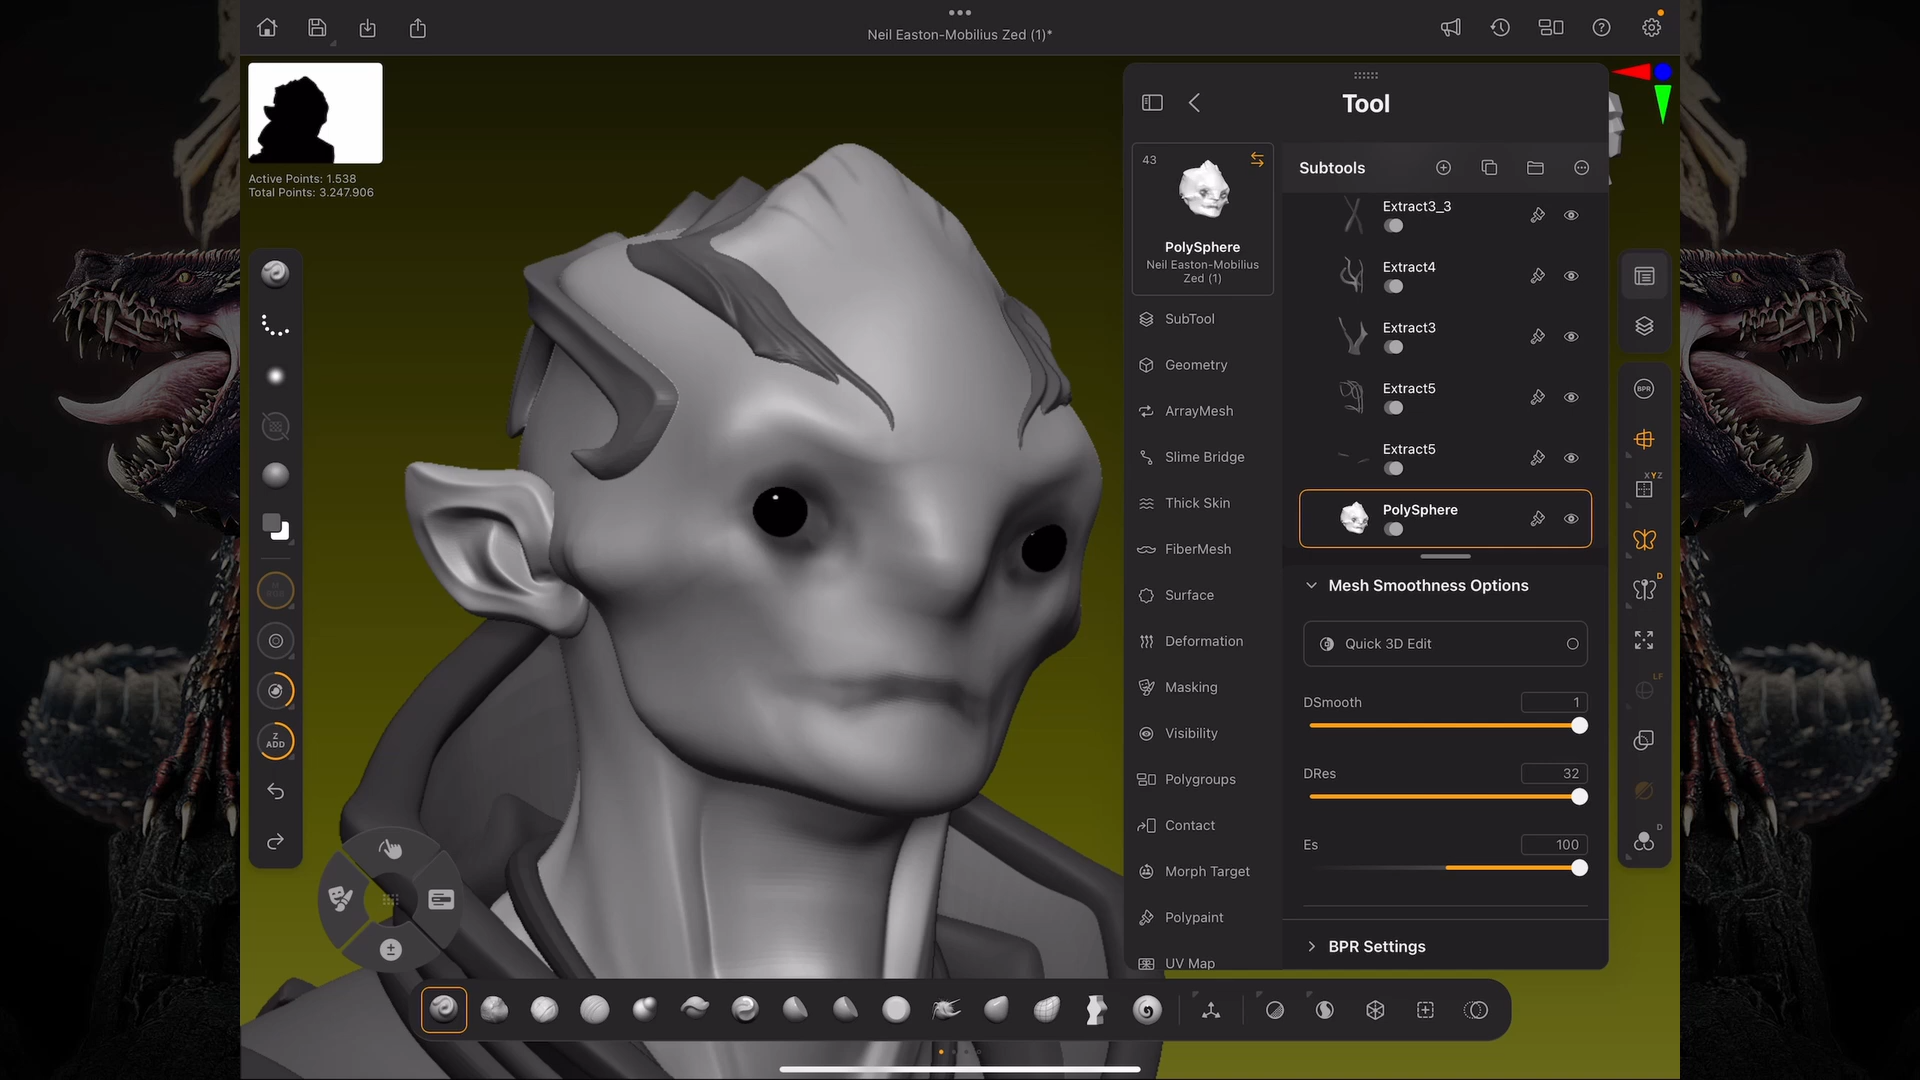 Neil Easton-Mobilius Zed (1)*
Active Points: 1.538
Total Points: 3.247.906
Z
ADD
Tool
43
PolySphere
Neil Easton-Mobilius
Zed (1)
SubTool
Geometry
ArrayMesh
Slime Bridge
Thick Skin
FiberMesh
Surface
Deformation
Masking
Visibility
Polygroups
Contact
Morph Target
Polypaint
UV Map
Subtools
Extract3_3
Extract4
Extract3
Extract5
Extract5
PolySphere
Mesh Smoothness Options
Quick 3D Edit
DSmooth 1
DRes 32
Es 100
BPR Settings
BPR
XYZ
D
LF
D